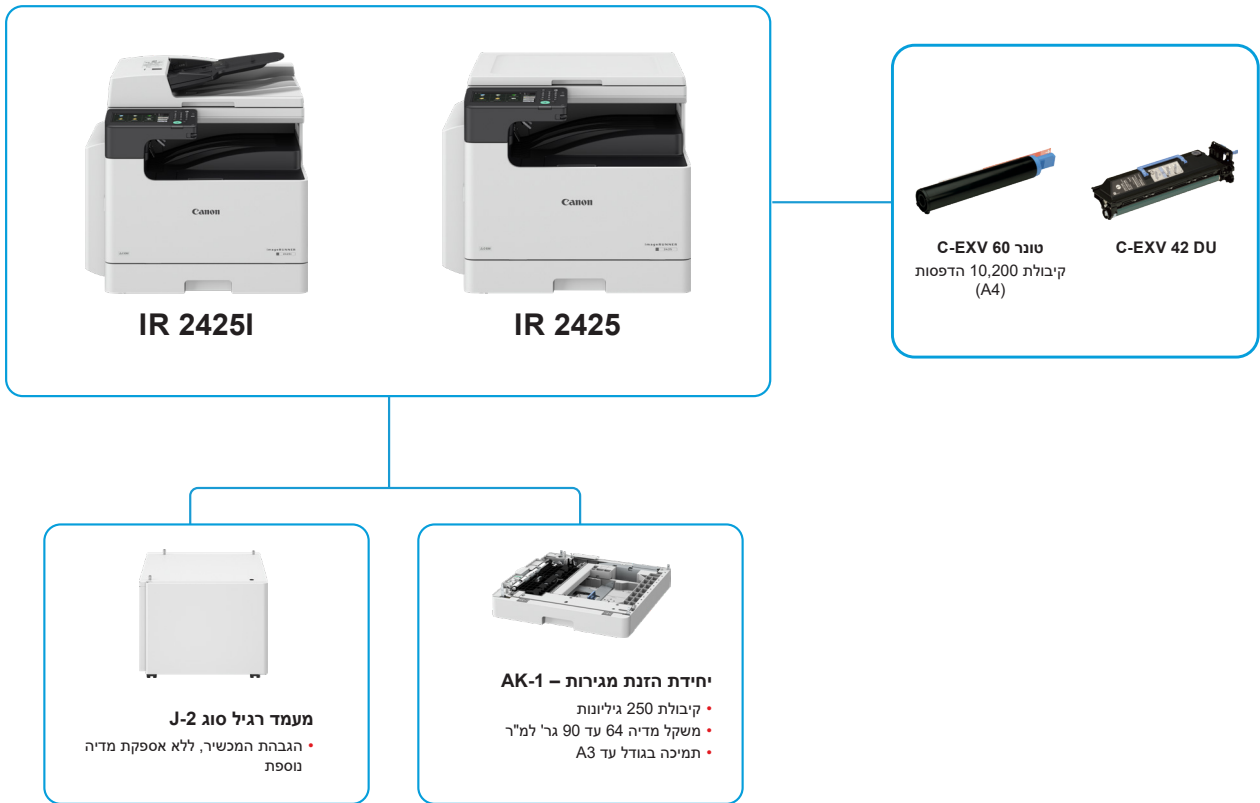 Canon
Canon
IR 2425I
IR 2425
טונר C-EXV 60
קיבולת 10,200 הדפסות
(A4)
C-EXV 42 DU
יחידת הזנת מגירות – AK-1
• קיבולת 250 גיליונות
• משקל מדיה 64 עד 90 גר' למ"ר
• תמיכה בגודל עד A3
מעמד רגיל סוג J-2
• הגבהת המכשיר, ללא אספקת מדיה
נוספת